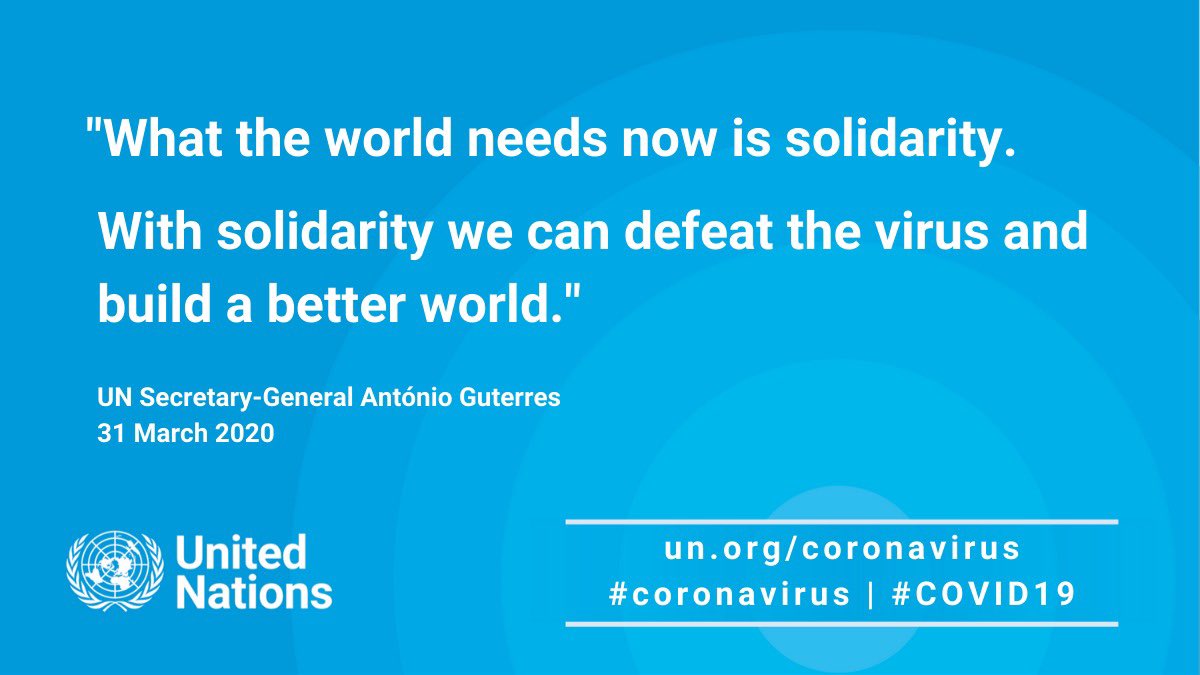 "What the world needs now is solidarity.
With solidarity we can defeat the virus and
build a better world."
UN Secretary-General António Guterres
31 March 2020
United
Nations
un.org/coronavirus
#coronavirus | #COVID19